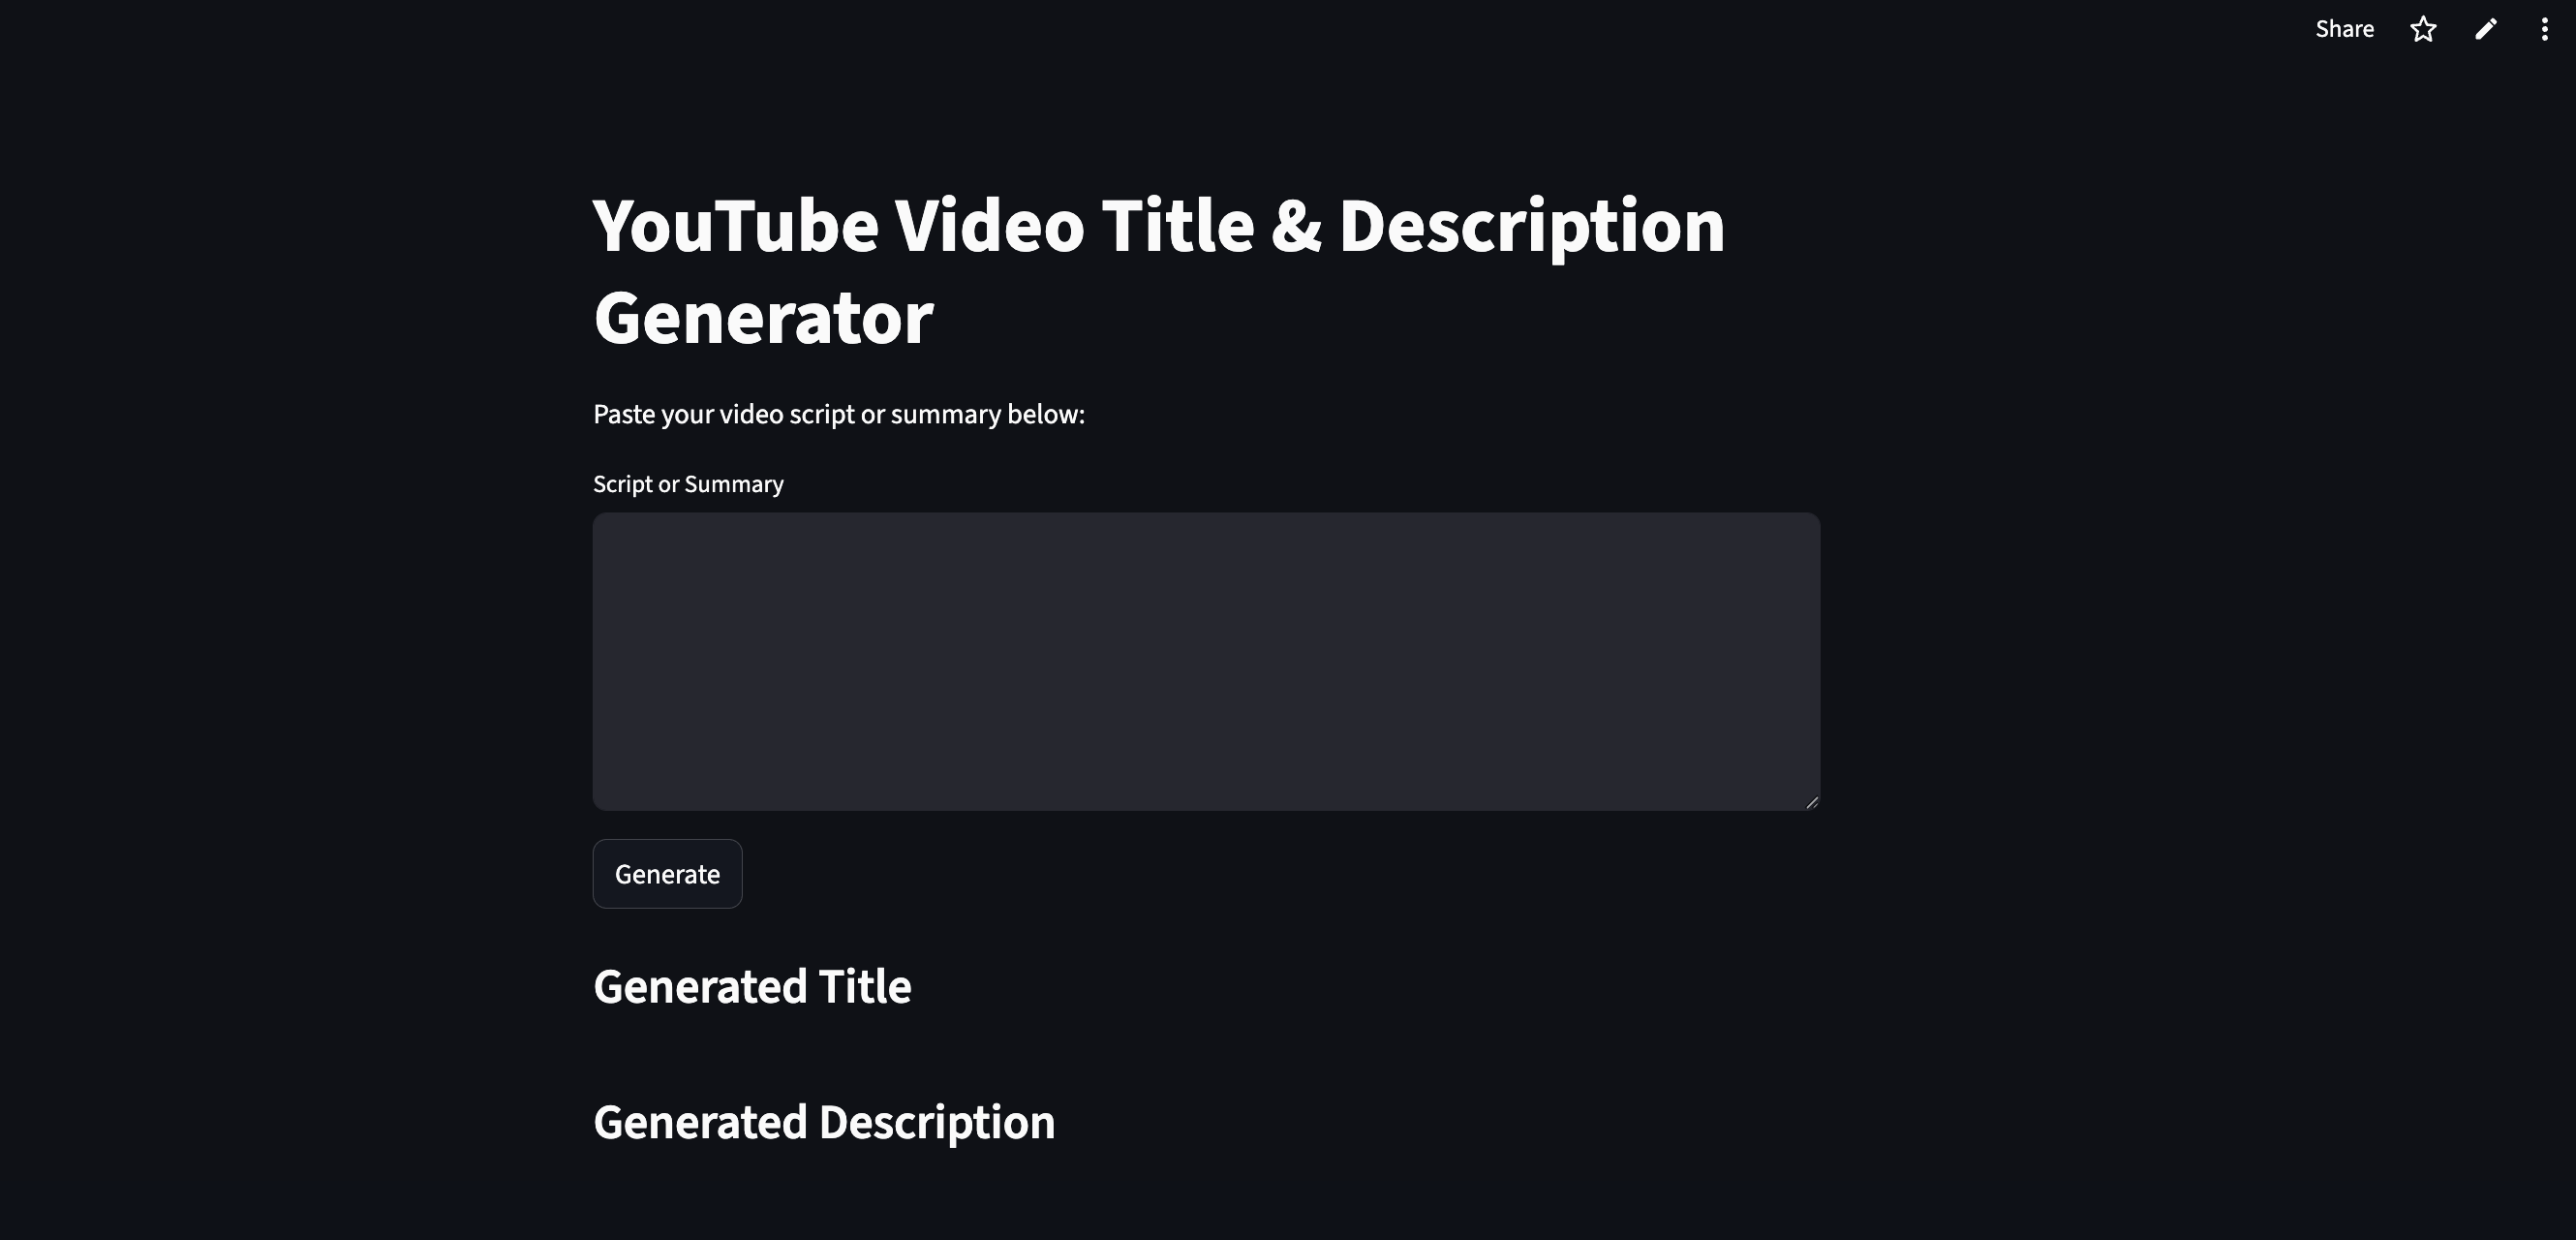 Share
YouTube Video Title & Description
Generator
Paste your video script or summary below:
Script or Summary
Generate
Generated Title
Generated Description